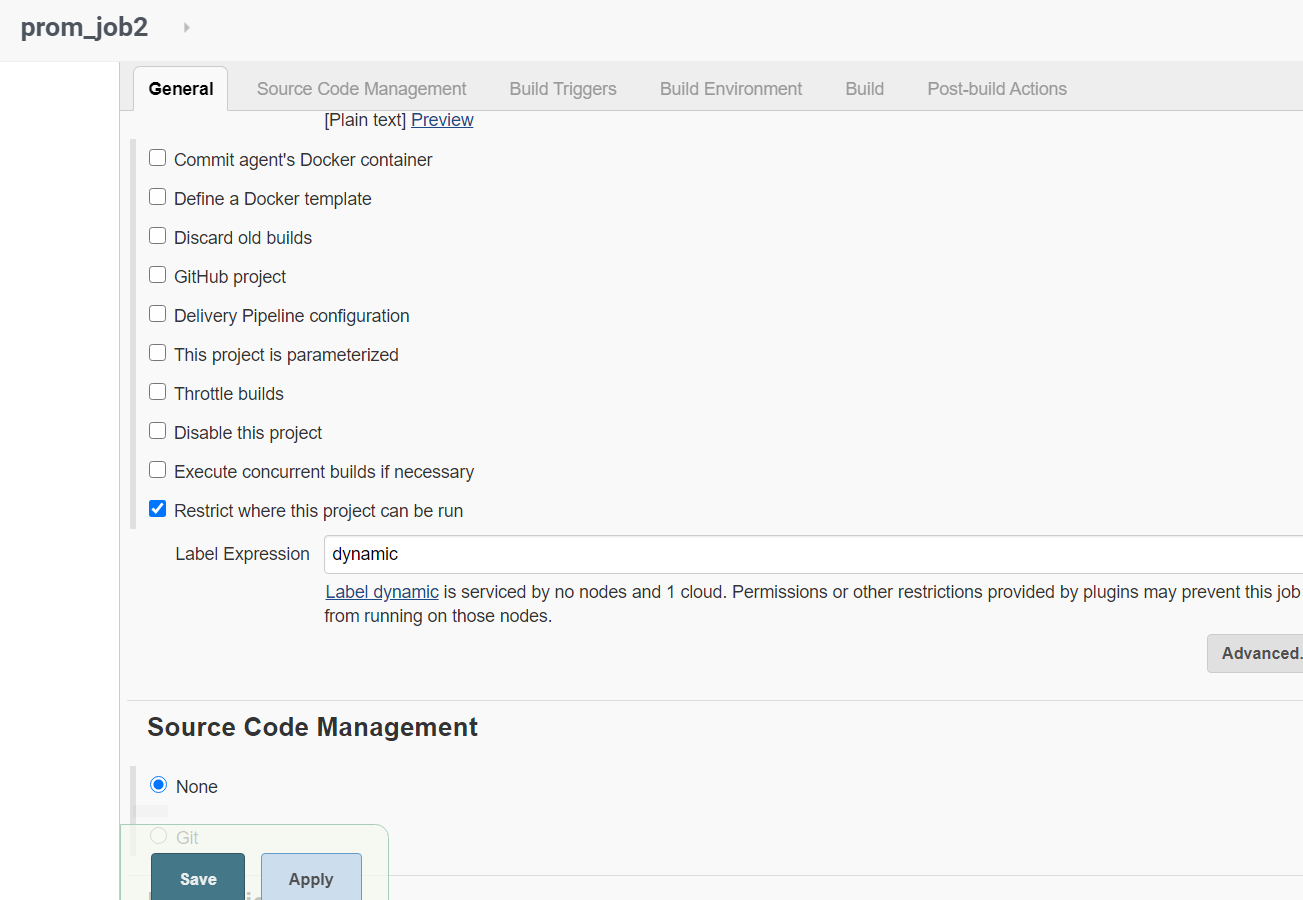 prom_job2
General Source Code Management Build Triggers Build Environment Build Post-build Actions
[Plain text] Preview
Commit agent's Docker container
Define a Docker template
Discard old builds
GitHub project
Delivery Pipeline configuration
This project is parameterized
Throttle builds
Disable this project
Execute concurrent builds if necessary
Restrict where this project can be run
Label Expression dynamic
Label dynamic is serviced by no nodes and 1 cloud. Permissions or other restrictions provided by plugins may prevent this job
from running on those nodes.
Advanced.
Source Code Management
None
Git
Save Apply